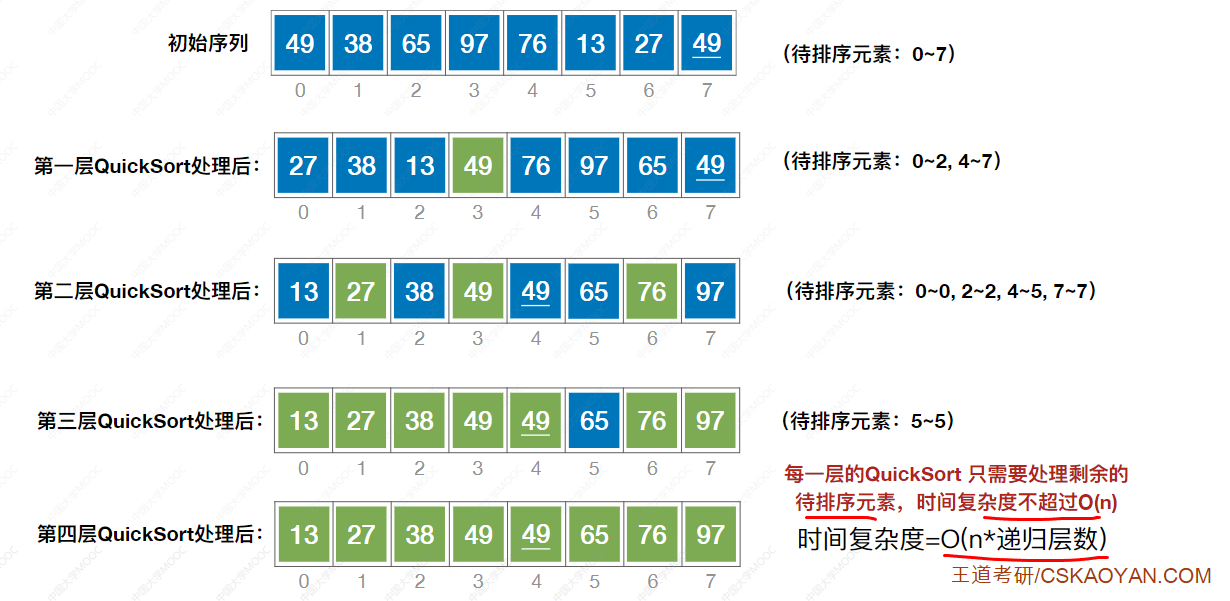 初始序列 49 38 65 97 76 13 27 49 (待排序元素：0~7)
0 1 2 3 4 5 6 7
第一层QuickSort处理后： 27 38 13 49 76 97 65 49 (待排序元素：0~2, 4~7)
0 1 2 3 4 5 6 7
第二层QuickSort处理后： 13 27 38 49 49 65 76 97 (待排序元素：0~0, 2~2, 4~5, 7~7)
0 1 2 3 4 5 6 7
第三层QuickSort处理后： 13 27 38 49 49 65 76 97 (待排序元素：5~5)
0 1 2 3 4 5 6 7
每一层的QuickSort 只需要处理剩余的
待排序元素，时间复杂度不超过O(n)
第四层QuickSort处理后： 13 27 38 49 49 65 76 97
0 1 2 3 4 5 6 7
时间复杂度=O(n*递归层数)
王道考研/CSKAOYAN.COM
中国大学MOOC